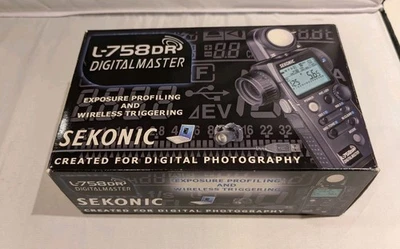 L-758DR
DIGITALMASTER
EXPOSURE PROFILING
AND
WIRELESS TRIGGERING
SEKONIC
CREATED FOR DIGITAL PHOTOGRAPHY
SEKONIC
L-758DR
DIGITALMASTER
EXPOSURE PROFILING
AND
WIRELESS TRIGGERING
SEKONIC
CREATED FOR DIGITAL PHOTOGRAPHY